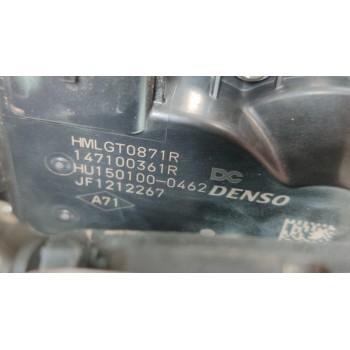 HMLGT0871R
147100361R
HU150100-0462
JF1212267
A71
DC
DENSO